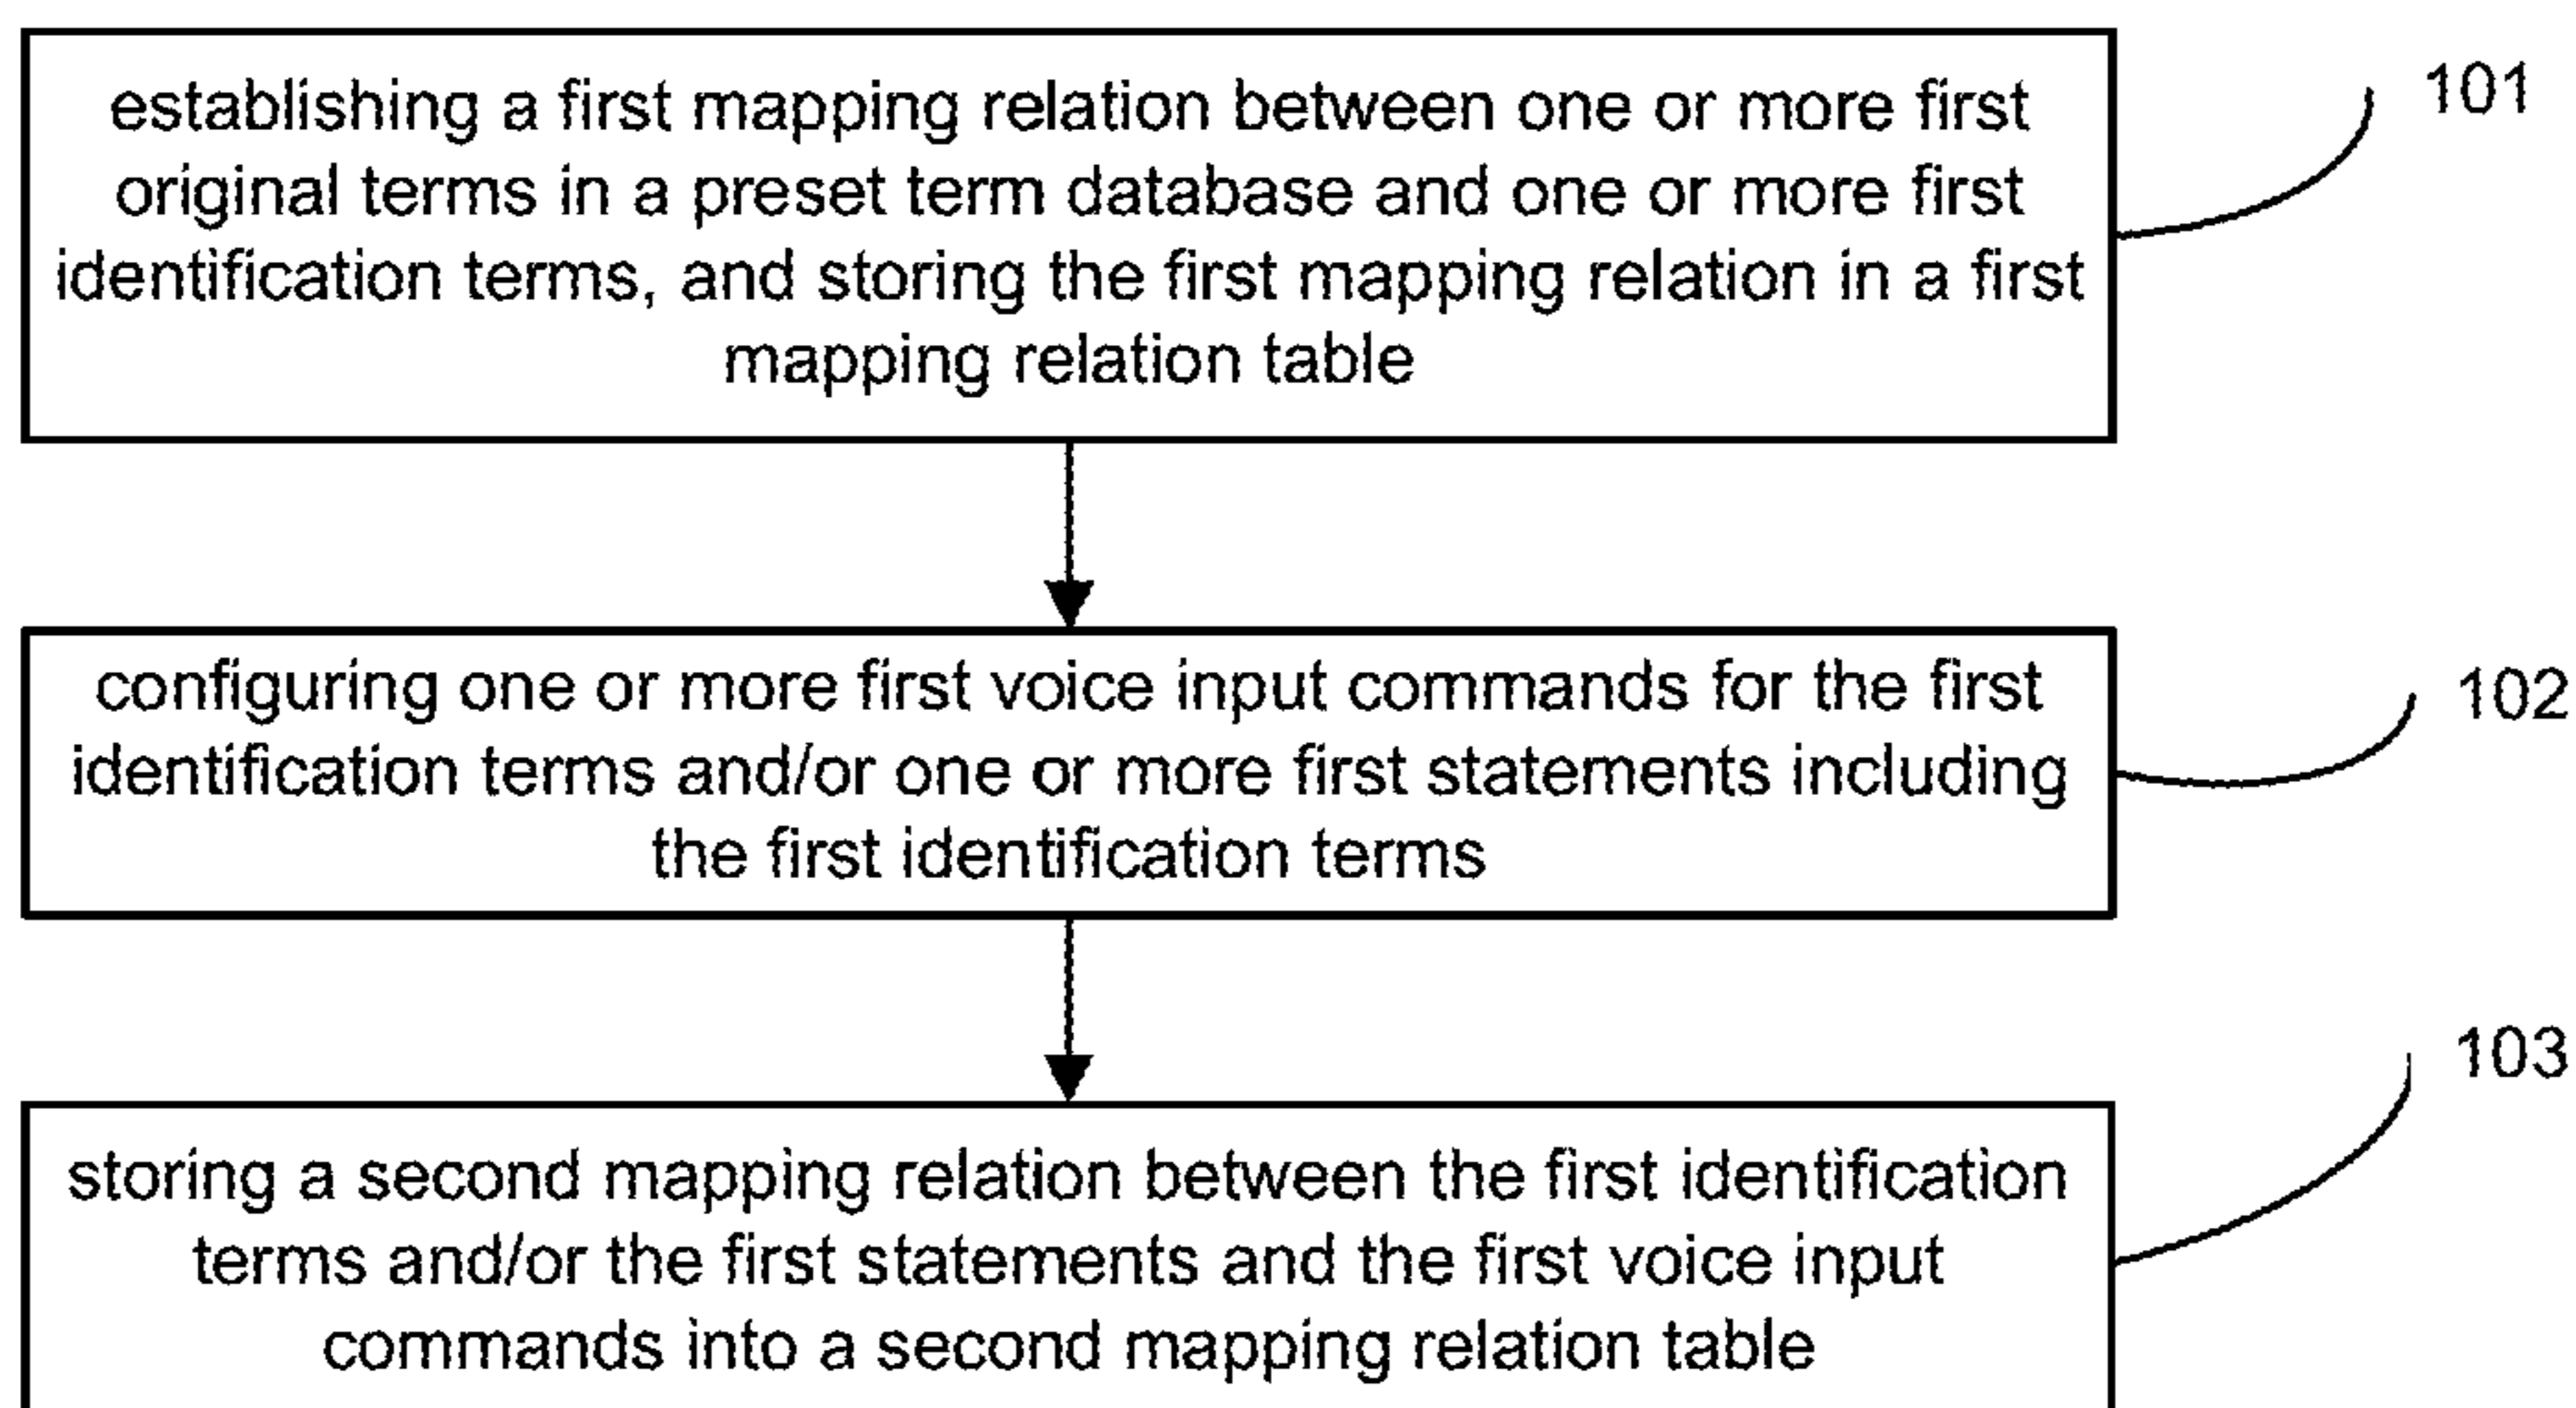 establishing a first mapping relation between one or more first
original terms in a preset term database and one or more first
identification terms, and storing the first mapping relation in a first
mapping relation table
101
configuring one or more first voice input commands for the first
identification terms and/or one or more first statements including
the first identification terms
102
storing a second mapping relation between the first identification
terms and/or the first statements and the first voice input
commands into a second mapping relation table
103